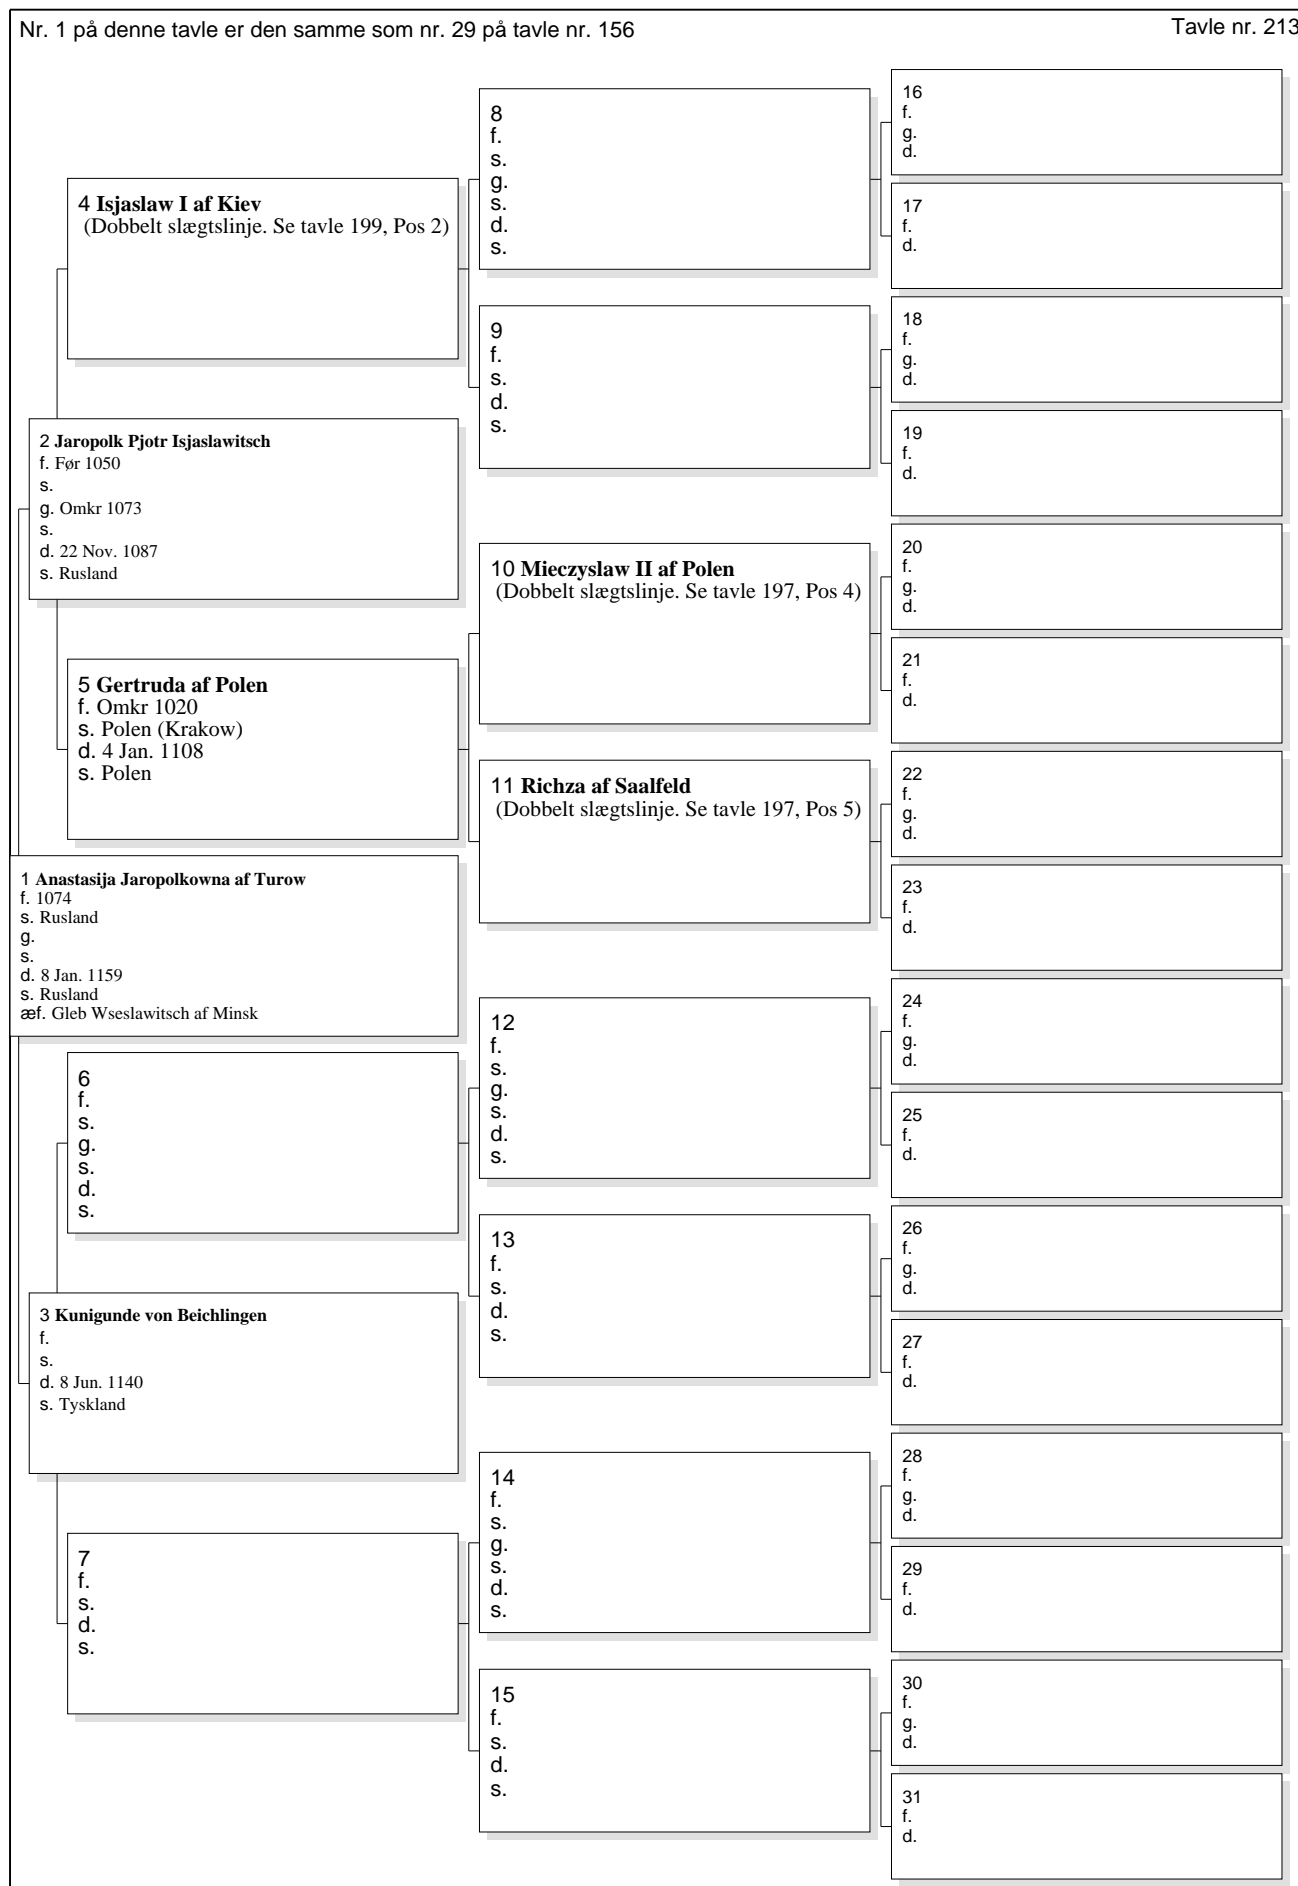 Nr. 1 på denne tavle er den samme som nr. 29 på tavle nr. 156
Tavle nr. 213
4 Isjaslaw I af Kiev
(Dobbelt slægtslinje. Se tavle 199, Pos 2)
2 Jaropolk Pjotr Isjaslawitsch
f. Før 1050
s.
g. Omkr 1073
s.
d. 22 Nov. 1087
s. Rusland
5 Gertruda af Polen
f. Omkr 1020
s. Polen (Krakow)
d. 4 Jan. 1108
s. Polen
1 Anastasija Jaropolkowna af Turow
f. 1074
s. Rusland
g.
s.
d. 8 Jan. 1159
s. Rusland
æf. Gleb Wseslawitsch af Minsk
6
f.
s.
g.
s.
d.
s.
3 Kunigunde von Beichlingen
f.
s.
d. 8 Jun. 1140
s. Tyskland
7
f.
s.
d.
s.
8
f.
s.
g.
s.
d.
s.
9
f.
s.
d.
s.
10 Mieczyslaw II af Polen
(Dobbelt slægtslinje. Se tavle 197, Pos 4)
11 Richza af Saalfeld
(Dobbelt slægtslinje. Se tavle 197, Pos 5)
12
f.
s.
g.
s.
d.
s.
13
f.
s.
d.
s.
14
f.
s.
g.
s.
d.
s.
15
f.
s.
d.
s.
16
f.
g.
d.
17
f.
d.
18
f.
g.
d.
19
f.
d.
20
f.
g.
d.
21
f.
d.
22
f.
g.
d.
23
f.
d.
24
f.
g.
d.
25
f.
d.
26
f.
g.
d.
27
f.
d.
28
f.
g.
d.
29
f.
d.
30
f.
g.
d.
31
f.
d.